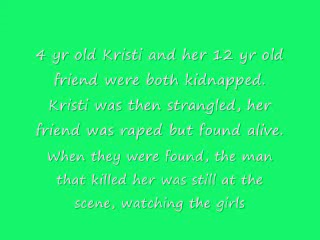 4 yr old Kristi and her 12 yr old
friend were both kidnapped.
Kristi was then strangled, her
friend was raped but found alive.
When they were found, the man
that killed her was still at the
scene, watching the girls